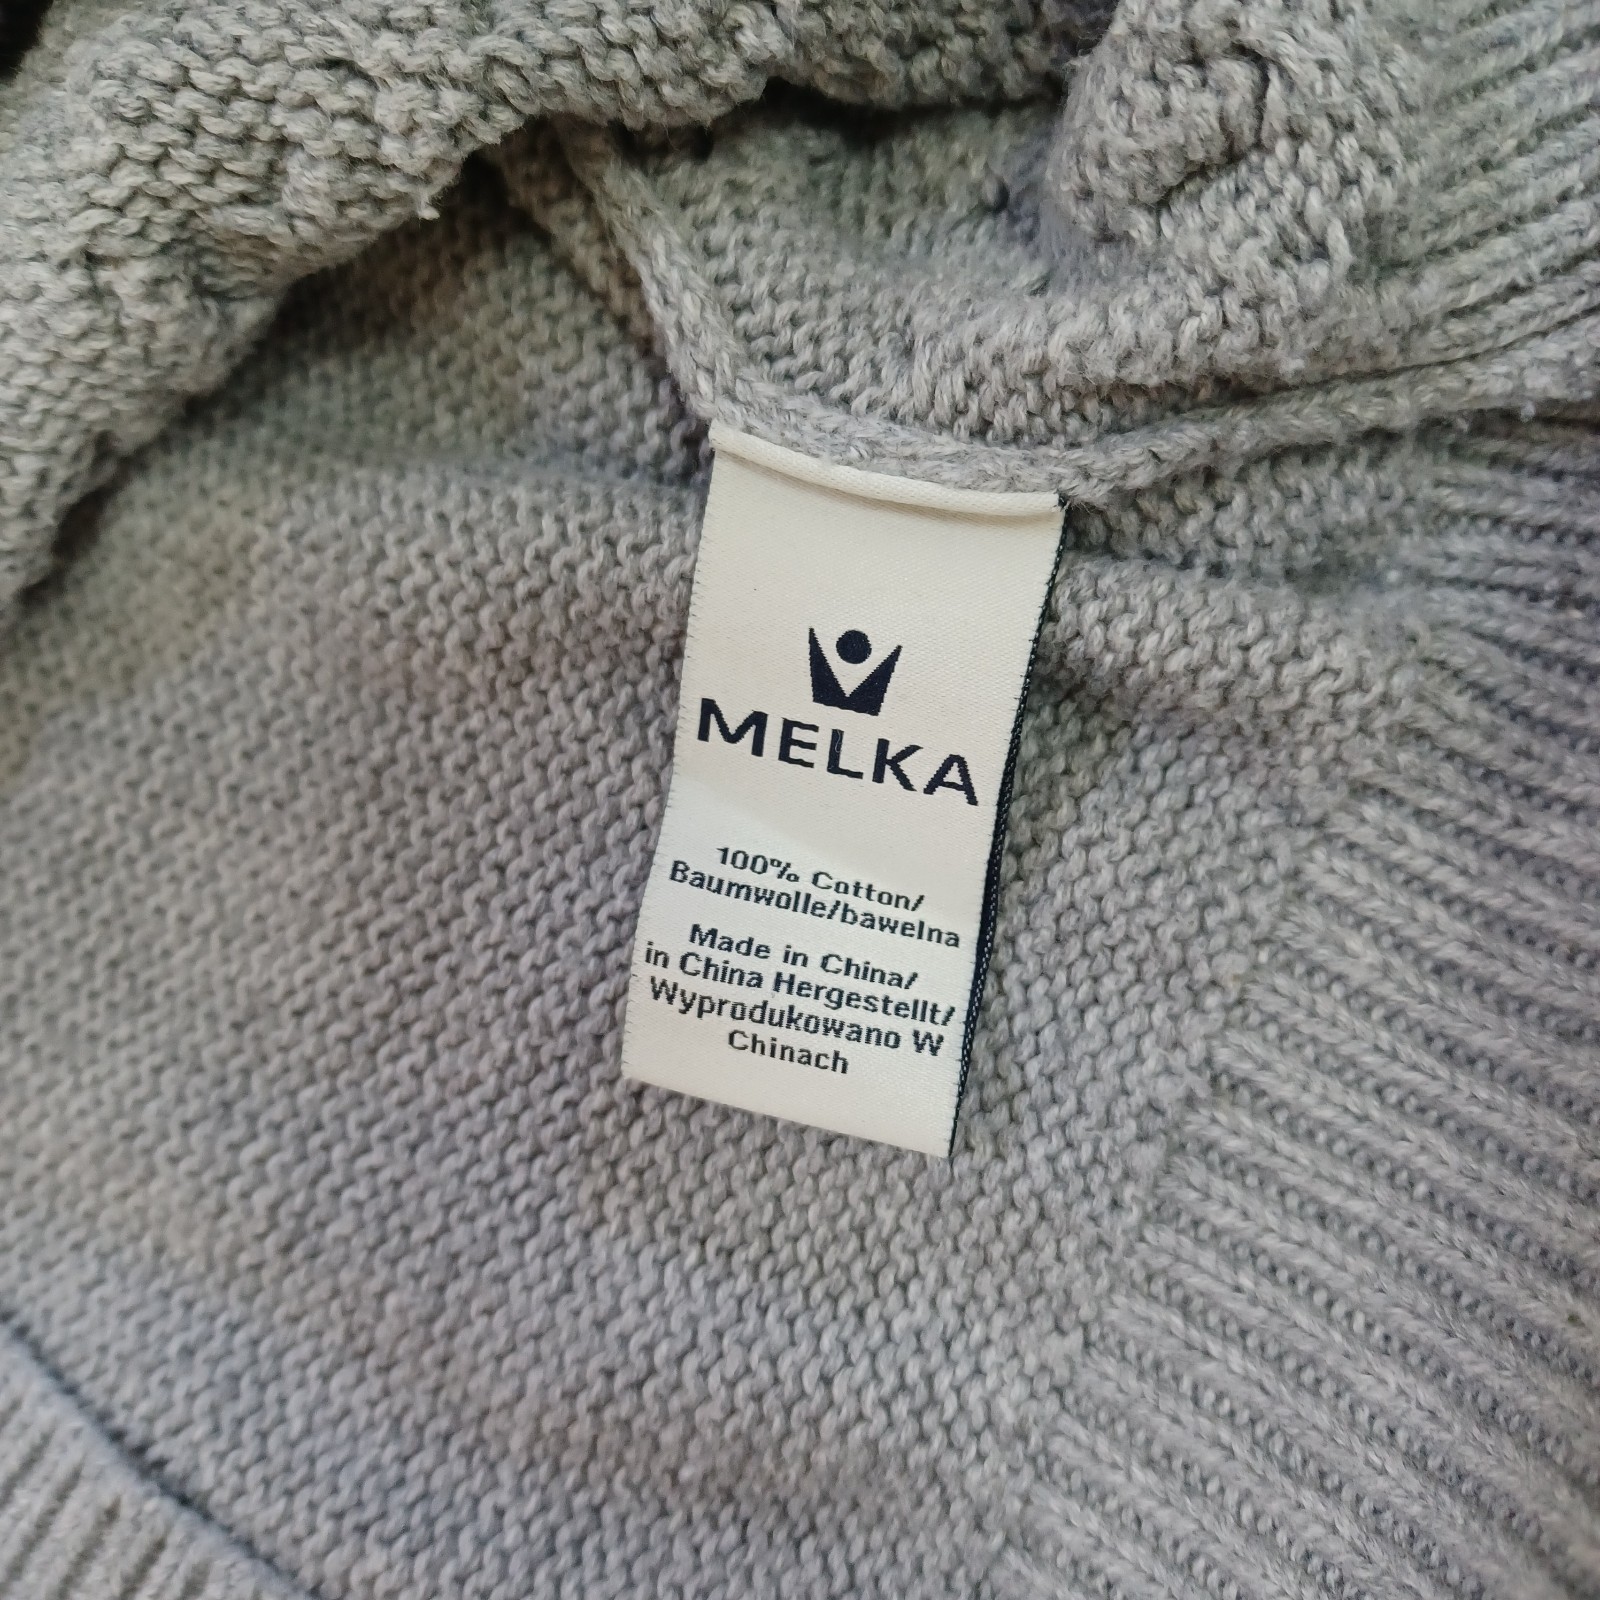 MELKA
100% Cotton/
Baumwolle/bawelna
Made in China/
in China Hergestellt/
Wyprodukowano W
Chinach